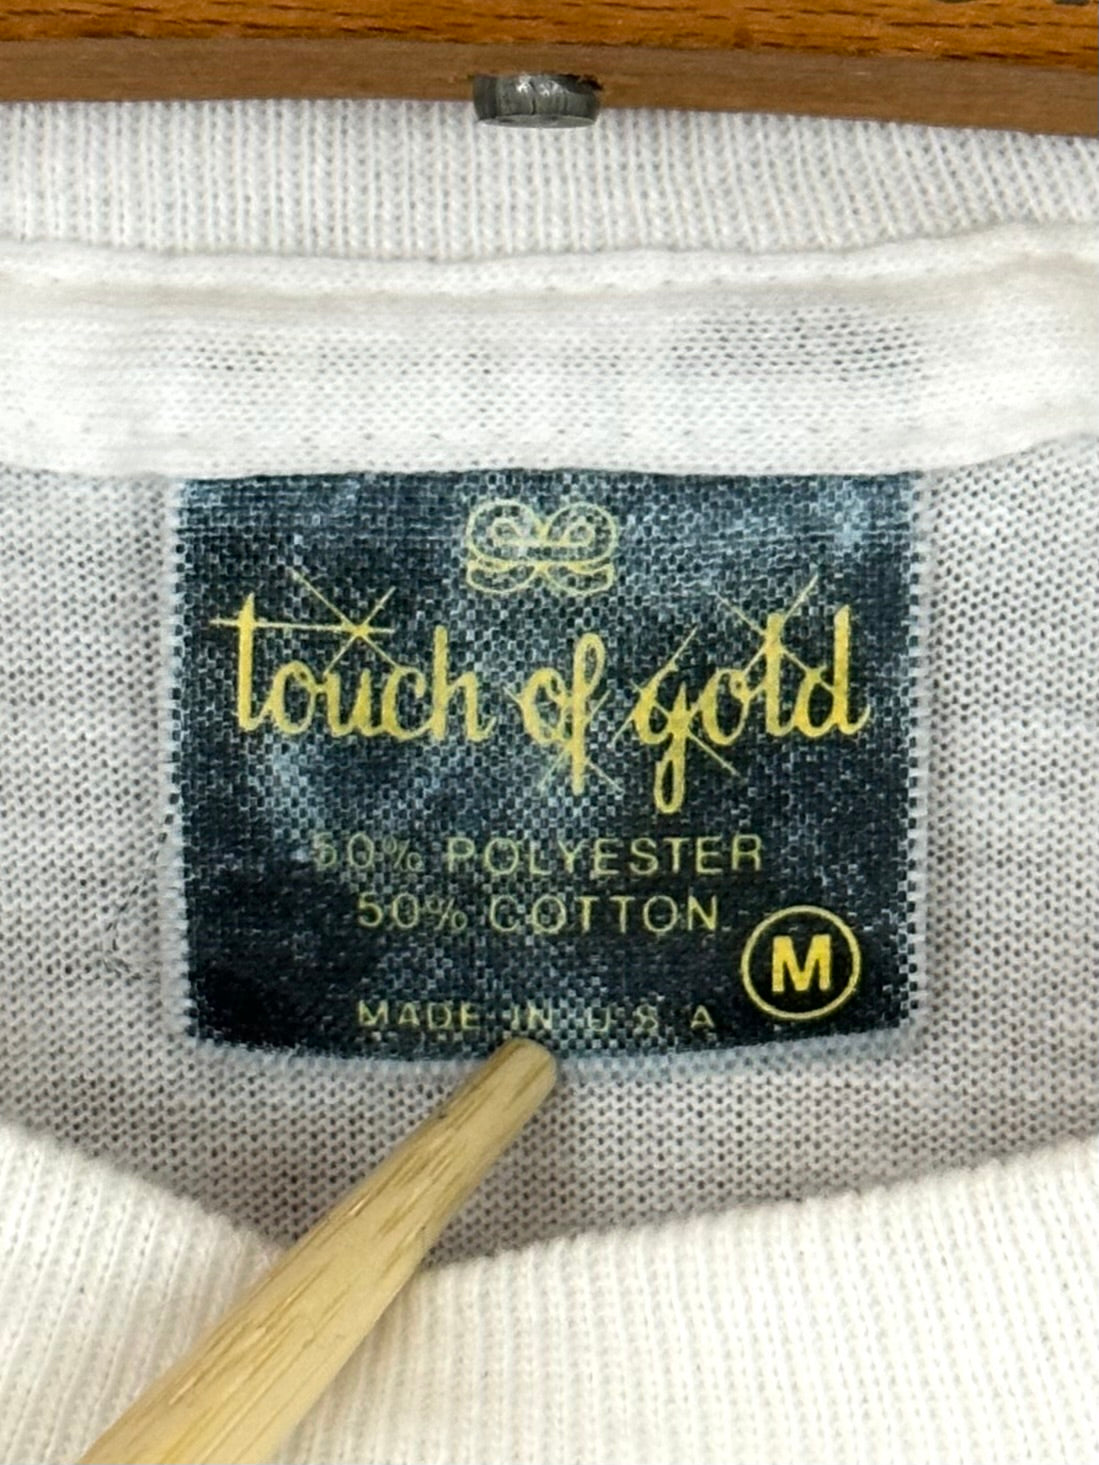 touch of gold
50% POLYESTER
50% COTTON
M
MADE IN U S A